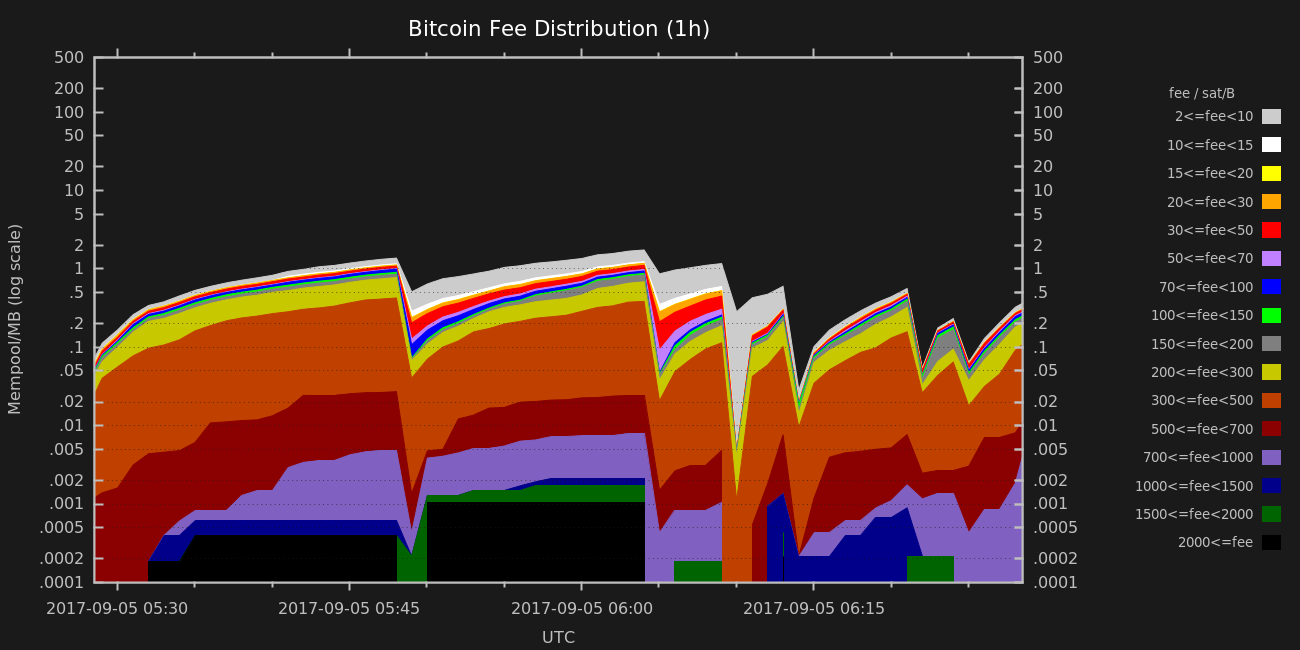 Bitcoin Fee Distribution (1h)
500 500
200 200
100 100
50 50
20 20
10 10
5 5
2 2
1 1
.5 .5
.2 .2
.1 .1
.05 .05
.02 .02
.01 .01
.005 .005
.002 .002
.001 .001
.0005 .0005
.0002 .0002
.0001 .0001
Mempool/MB (log scale)
2017-09-05 05:30 2017-09-05 05:45 2017-09-05 06:00 2017-09-05 06:15
UTC
fee / sat/B
2<=fee<10
10<=fee<15
15<=fee<20
20<=fee<30
30<=fee<50
50<=fee<70
70<=fee<100
100<=fee<150
150<=fee<200
200<=fee<300
300<=fee<500
500<=fee<700
700<=fee<1000
1000<=fee<1500
1500<=fee<2000
2000<=fee